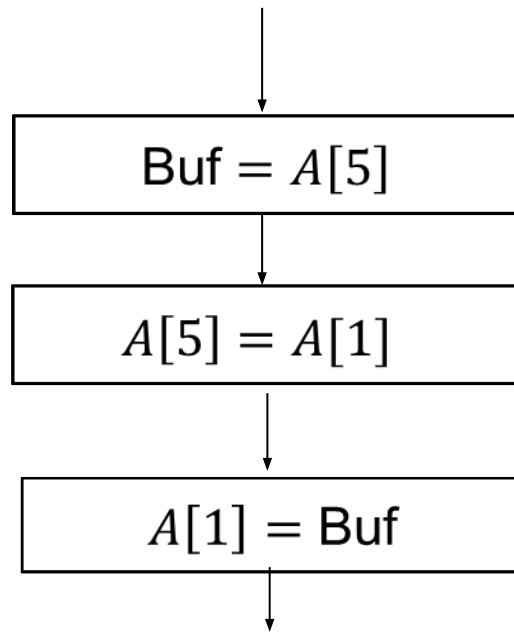 Buf = A[5]
A[5] = A[1]
A[1] = Buf